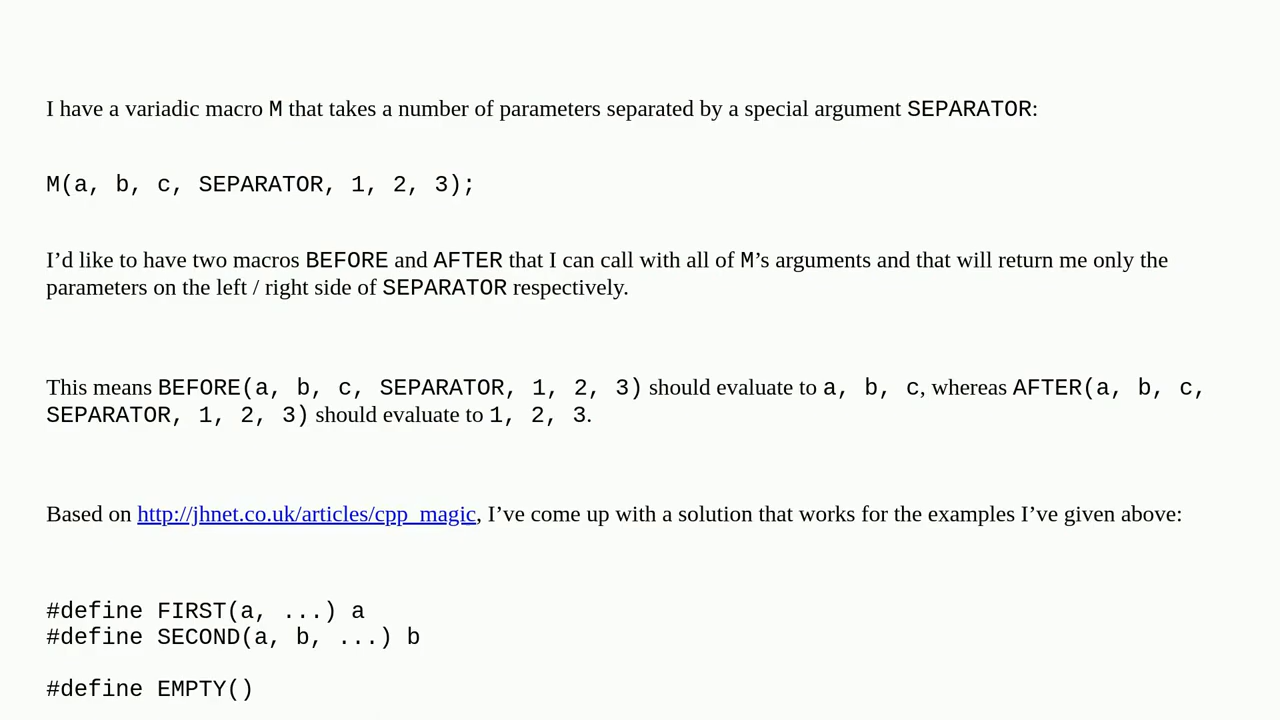 I have a variadic macro M that takes a number of parameters separated by a special argument SEPARATOR:
M(a, b, c, SEPARATOR, 1, 2, 3);
I’d like to have two macros BEFORE and AFTER that I can call with all of M’s arguments and that will return me only the
parameters on the left / right side of SEPARATOR respectively.
This means BEFORE(a, b, c, SEPARATOR, 1, 2, 3) should evaluate to a, b, c, whereas AFTER(a, b, c,
SEPARATOR, 1, 2, 3) should evaluate to 1, 2, 3.
Based on http://jhnet.co.uk/articles/cpp_magic, I’ve come up with a solution that works for the examples I’ve given above:
#define FIRST(a, ...) a
#define SECOND(a, b, ...) b
#define EMPTY()